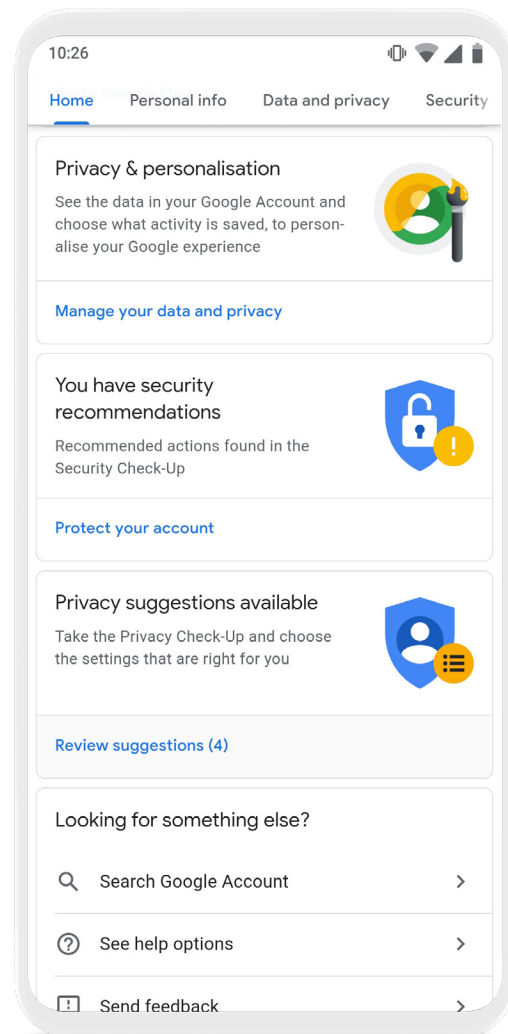 10:26
Home Personal info Data and privacy Security
Privacy & personalisation
See the data in your Google Account and
choose what activity is saved, to person-
alise your Google experience
Manage your data and privacy
You have security
recommendations
Recommended actions found in the
Security Check-Up
Protect your account
Privacy suggestions available
Take the Privacy Check-Up and choose
the settings that are right for you
Review suggestions (4)
Looking for something else?
Search Google Account
See help options
Send feedback